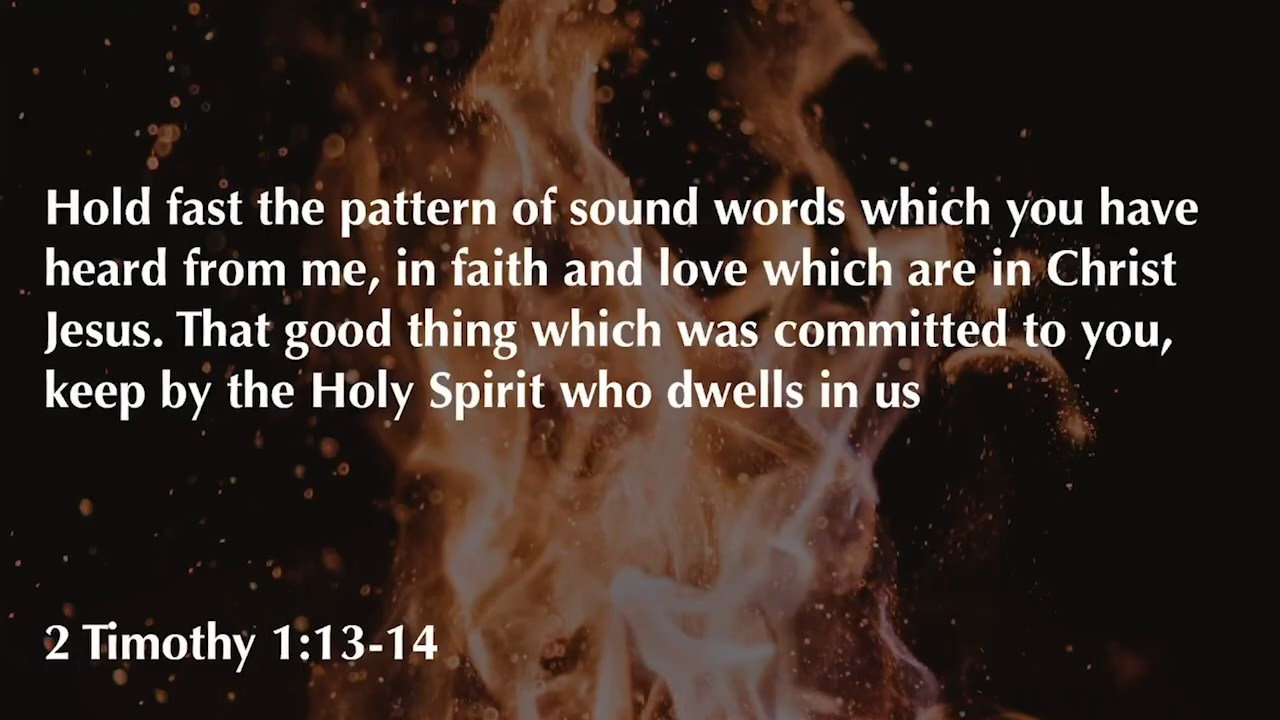 Hold fast the pattern of sound words which you have
heard from me, in faith and love which are in Christ
Jesus. That good thing which was committed to you,
keep by the Holy Spirit who dwells in us
2 Timothy 1:13-14